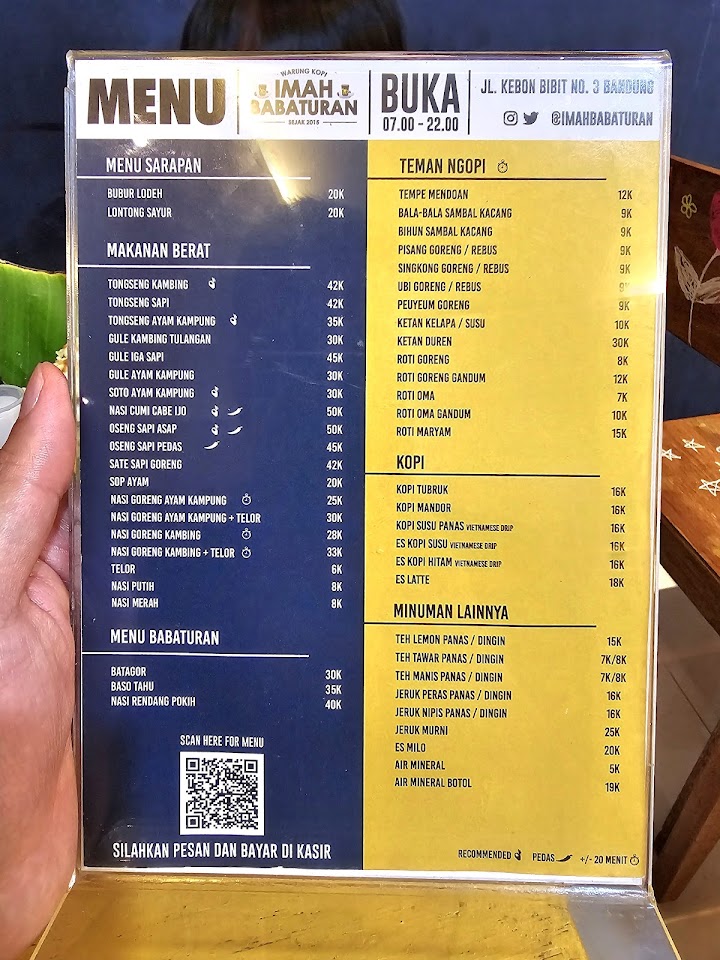 MENU
WARUNG KOPI
IMAH
BABATURAN
SEJAK 2015
BUKA
07.00 - 22.00
JL. KEBON BIBIT NO. 3 BANDUNG
@IMAHBABATURAN
MENU SARAPAN
BUBUR LODEH 20K
LONTONG SAYUR 20K
MAKANAN BERAT
TONGSENG KAMBING 42K
TONGSENG SAPI 42K
TONGSENG AYAM KAMPUNG 35K
GULE KAMBING TULANGAN 30K
GULE IGA SAPI 45K
GULE AYAM KAMPUNG 30K
SOTO AYAM KAMPUNG 30K
NASI CUMI CABE IJO 50K
OSENG SAPI ASAP 50K
OSENG SAPI PEDAS 45K
SATE SAPI GORENG 42K
SOP AYAM 20K
NASI GORENG AYAM KAMPUNG 25K
NASI GORENG AYAM KAMPUNG + TELOR 30K
NASI GORENG KAMBING 28K
NASI GORENG KAMBING + TELOR 33K
TELOR 6K
NASI PUTIH 8K
NASI MERAH 8K
MENU BABATURAN
BATAGOR 30K
BASO TAHU 35K
NASI RENDANG POKIH 40K
SCAN HERE FOR MENU
SILAHKAN PESAN DAN BAYAR DI KASIR
TEMAN NGOPI
TEMPE MENDOAN 12K
BALA-BALA SAMBAL KACANG 9K
BIHUN SAMBAL KACANG 9K
PISANG GORENG / REBUS 9K
SINGKONG GORENG / REBUS 9K
UBI GORENG / REBUS
PEUYEUM GORENG 9K
KETAN KELAPA / SUSU 10K
KETAN DUREN 30K
ROTI GORENG 8K
ROTI GORENG GANDUM 12K
ROTI OMA 7K
ROTI OMA GANDUM 10K
ROTI MARYAM 15K
KOPI
KOPI TUBRUK 16K
KOPI MANDOR 16K
KOPI SUSU PANAS VIETNAMESE DRIP 16K
ES KOPI SUSU VIETNAMESE DRIP 16K
ES KOPI HITAM VIETNAMESE DRIP 16K
ES LATTE 18K
MINUMAN LAINNYA
TEH LEMON PANAS / DINGIN 15K
TEH TAWAR PANAS / DINGIN 7K/8K
TEH MANIS PANAS / DINGIN 7K/8K
JERUK PERAS PANAS / DINGIN 16K
JERUK NIPIS PANAS / DINGIN 16K
JERUK MURNI 25K
ES MILO 20K
AIR MINERAL 5K
AIR MINERAL BOTOL 19K
RECOMMENDED PEDAS +/- 20 MENIT